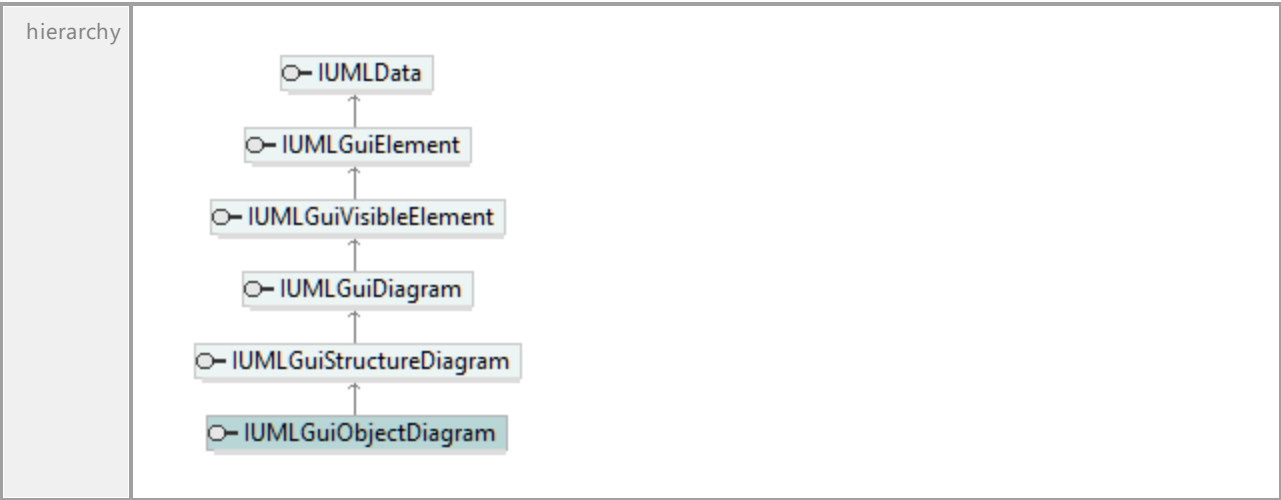 hierarchy
IUMLData
IUMLGuiElement
IUMLGuiVisibleElement
IUMLGuiDiagram
IUMLGuiStructureDiagram
IUMLGuiObjectDiagram